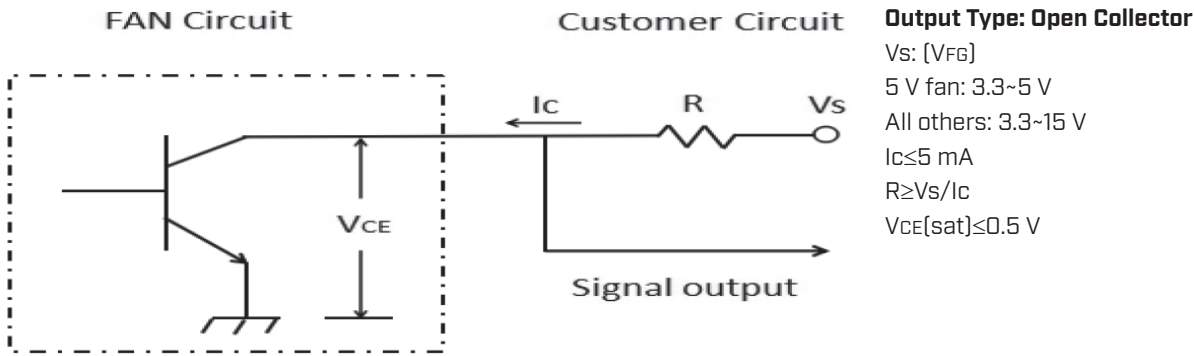 FAN Circuit
Customer Circuit
Ic
R
Vs
VCE
Signal output
Output Type: Open Collector
Vs: (VFG)
5 V fan: 3.3~5 V
All others: 3.3~15 V
Ic≤5 mA
R≥Vs/Ic
VCE(sat)≤0.5 V